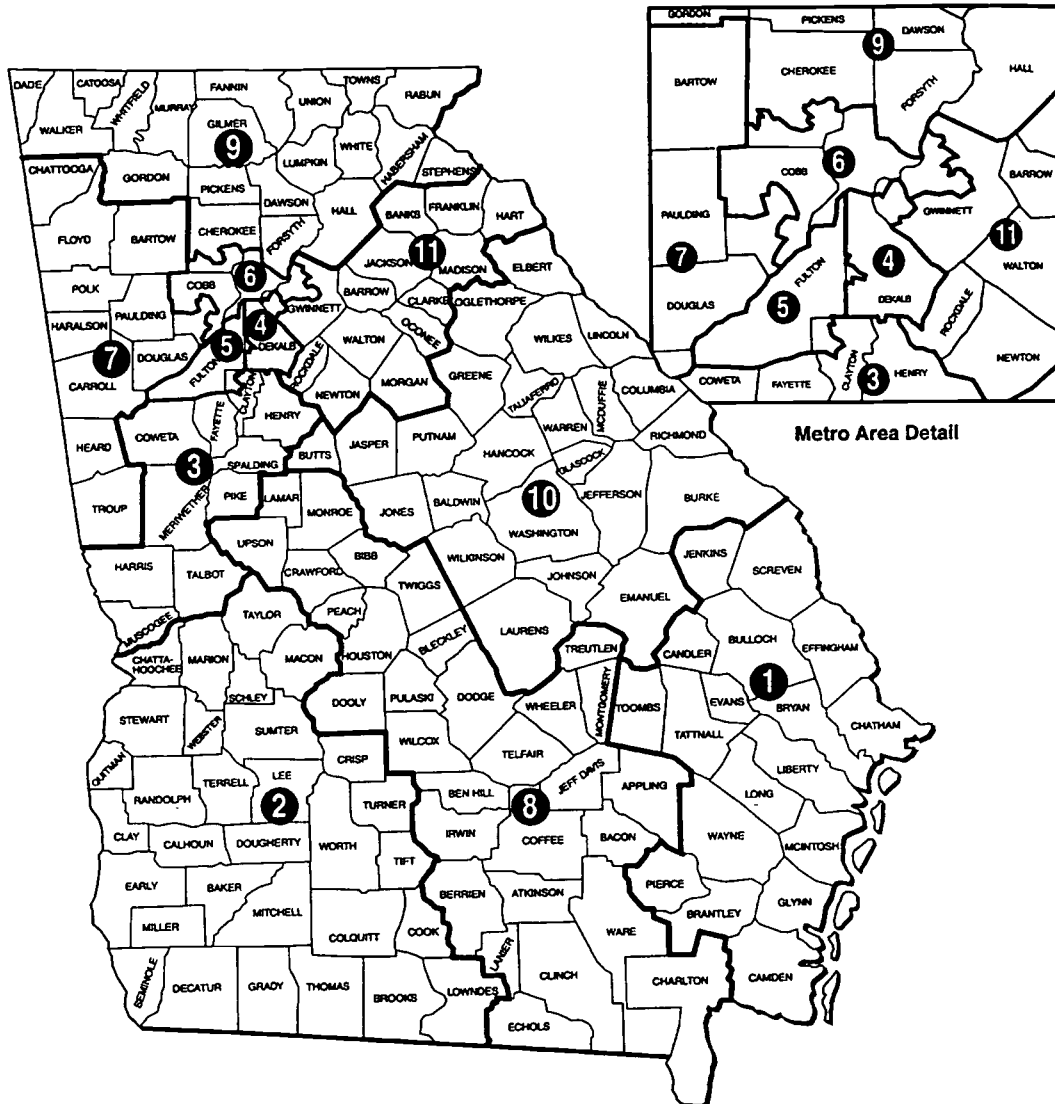 GORDON
PICKENS
DAWSON
9
BARTOW
CHEROKEE
FORSYTH
HALL
6
COBB
BARROW
PAULDING
GWINNETT
7
4
11
WALTON
DOUGLAS
FULTON
5
DEKALB
ROCKDALE
NEWTON
COWETA
FAYETTE
CLAYTON
3
HENRY
Metro Area Detail
DADE
CATOOSA
WHITFIELD
MURRAY
FANNIN
UNION
TOWNS
RABUN
WALKER
GILMER
9
LUMPKIN
WHITE
HABERSHAM
STEPHENS
CHATTOOGA
GORDON
PICKENS
DAWSON
HALL
BANKS
FRANKLIN
HART
FLOYD
BARTOW
CHEROKEE
FORSYTH
JACKSON
11
MADISON
ELBERT
POLK
COBB
6
BARROW
CLARKE
OGLETHORPE
PAULDING
GWINNETT
OCONEE
HARALSON
7
DOUGLAS
5
4
DEKALB
WALTON
WILKES
LINCOLN
CARROLL
FULTON
ROCKDALE
MORGAN
GREENE
TALIAFERRO
MCDUFFIE
COLUMBIA
CLAYTON
NEWTON
COWETA
FAYETTE
HENRY
WARREN
RICHMOND
HEARD
3
SPALDING
BUTTS
JASPER
PUTNAM
HANCOCK
GLASCOCK
TROUP
MERIWETHER
PIKE
LAMAR
MONROE
JONES
BALDWIN
10
JEFFERSON
BURKE
WASHINGTON
UPSON
BIBB
WILKINSON
JENKINS
SCREVEN
HARRIS
TALBOT
CRAWFORD
TWIGGS
JOHNSON
EMANUEL
MUSCOGEE
TAYLOR
PEACH
BLECKLEY
LAURENS
BULLOCH
CHATTA-
HOOCHEE
MARION
MACON
HOUSTON
TREUTLEN
CANDLER
EFFINGHAM
SCHLEY
DOOLY
PULASKI
DODGE
WHEELER
MONTGOMERY
TOOMBS
EVANS
1
BRYAN
STEWART
WEBSTER
SUMTER
WILCOX
TATTNALL
CHATHAM
QUITMAN
CRISP
TELFAIR
TERRELL
LEE
2
BEN HILL
JEFF DAVIS
APPLING
LIBERTY
RANDOLPH
TURNER
8
LONG
CLAY
CALHOUN
DOUGHERTY
WORTH
IRWIN
COFFEE
BACON
WAYNE
MCINTOSH
TIFT
EARLY
BAKER
BERRIEN
ATKINSON
PIERCE
MILLER
MITCHELL
COLQUITT
COOK
WARE
BRANTLEY
GLYNN
LANIER
CLINCH
CHARLTON
CAMDEN
SEMINOLE
DECATUR
GRADY
THOMAS
BROOKS
LOWNDES
ECHOLS